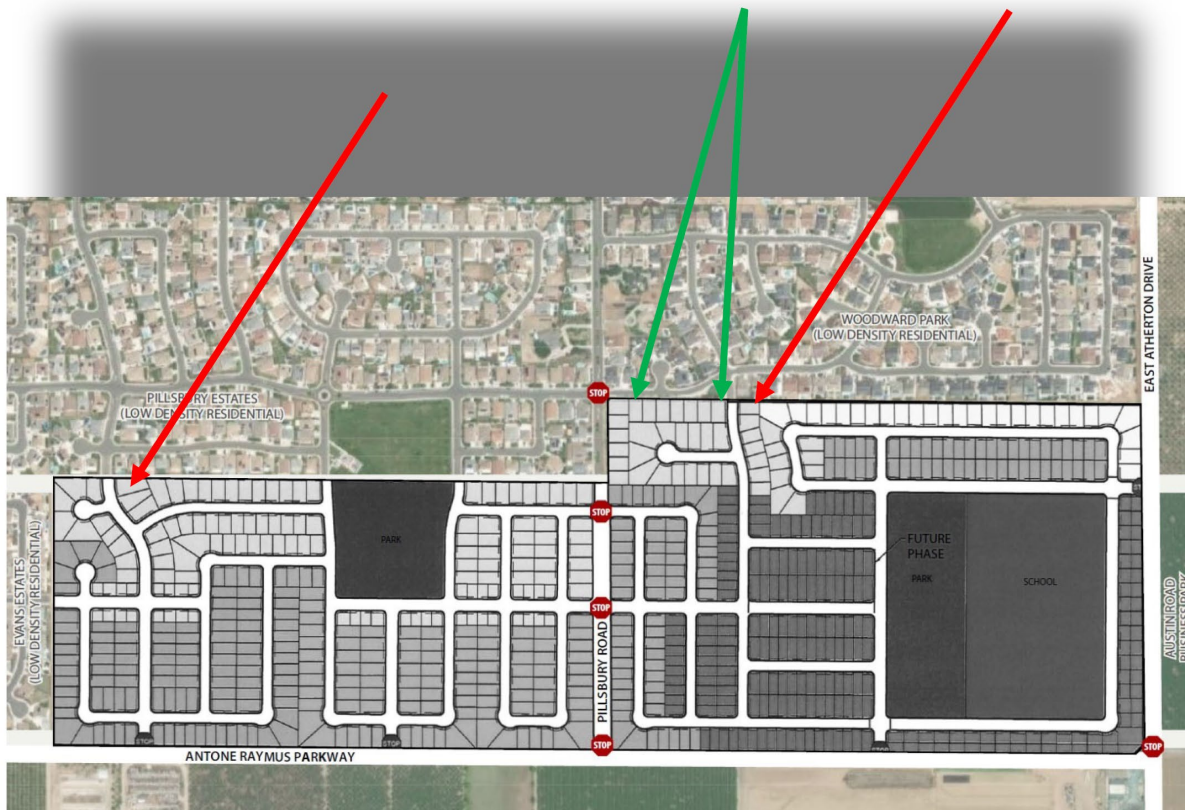 EAST ATHERTON DRIVE
WOODWARD PARK
(LOW DENSITY RESIDENTIAL)
STOP
PILLSBURY ESTATES
(LOW DENSITY RESIDENTIAL)
STOP
PARK
FUTURE
PHASE
PARK
SCHOOL
EVANS ESTATES
(LOW DENSITY RESIDENTIAL)
STOP
AUSTIN ROAD
BUSINESS PARK
PILLSBURY ROAD
STOP
STOP
STOP
STOP
STOP
ANTONE RAYMUS PARKWAY